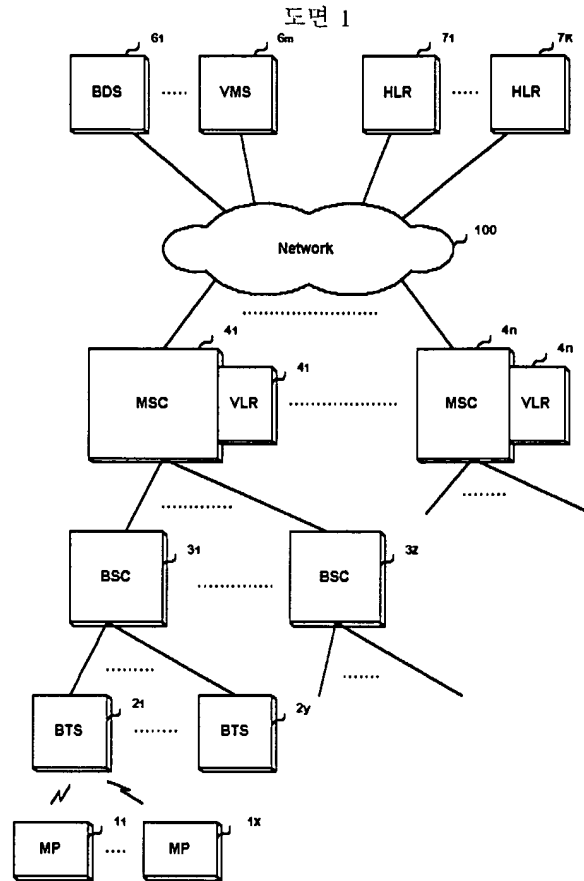 도면 1
61 6m 71 7K
BDS VMS HLR HLR
100
Network
41 4n 4n
MSC VLR 41 MSC VLR
31 3Z
BSC BSC
21 2y
BTS BTS
11 1X
MP MP